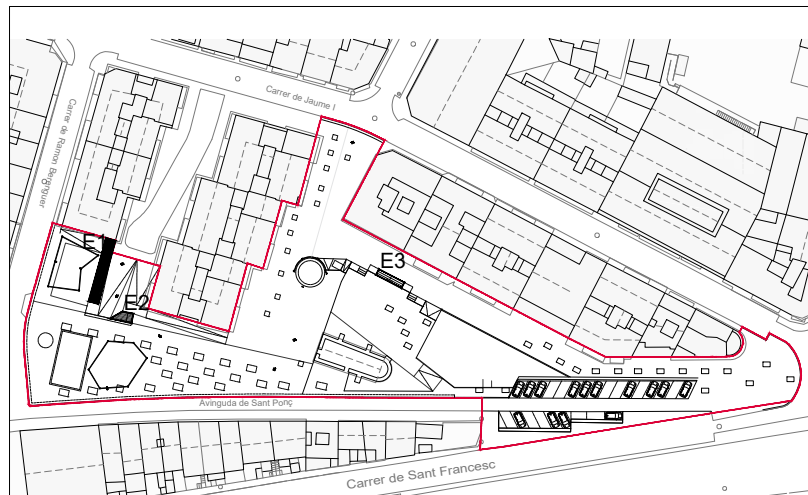 Carrer de Jaume I
Carrer de Ramon Berenguer
E1
E2
E3
Avinguda de Sant Ponç
Carrer de Sant Francesc